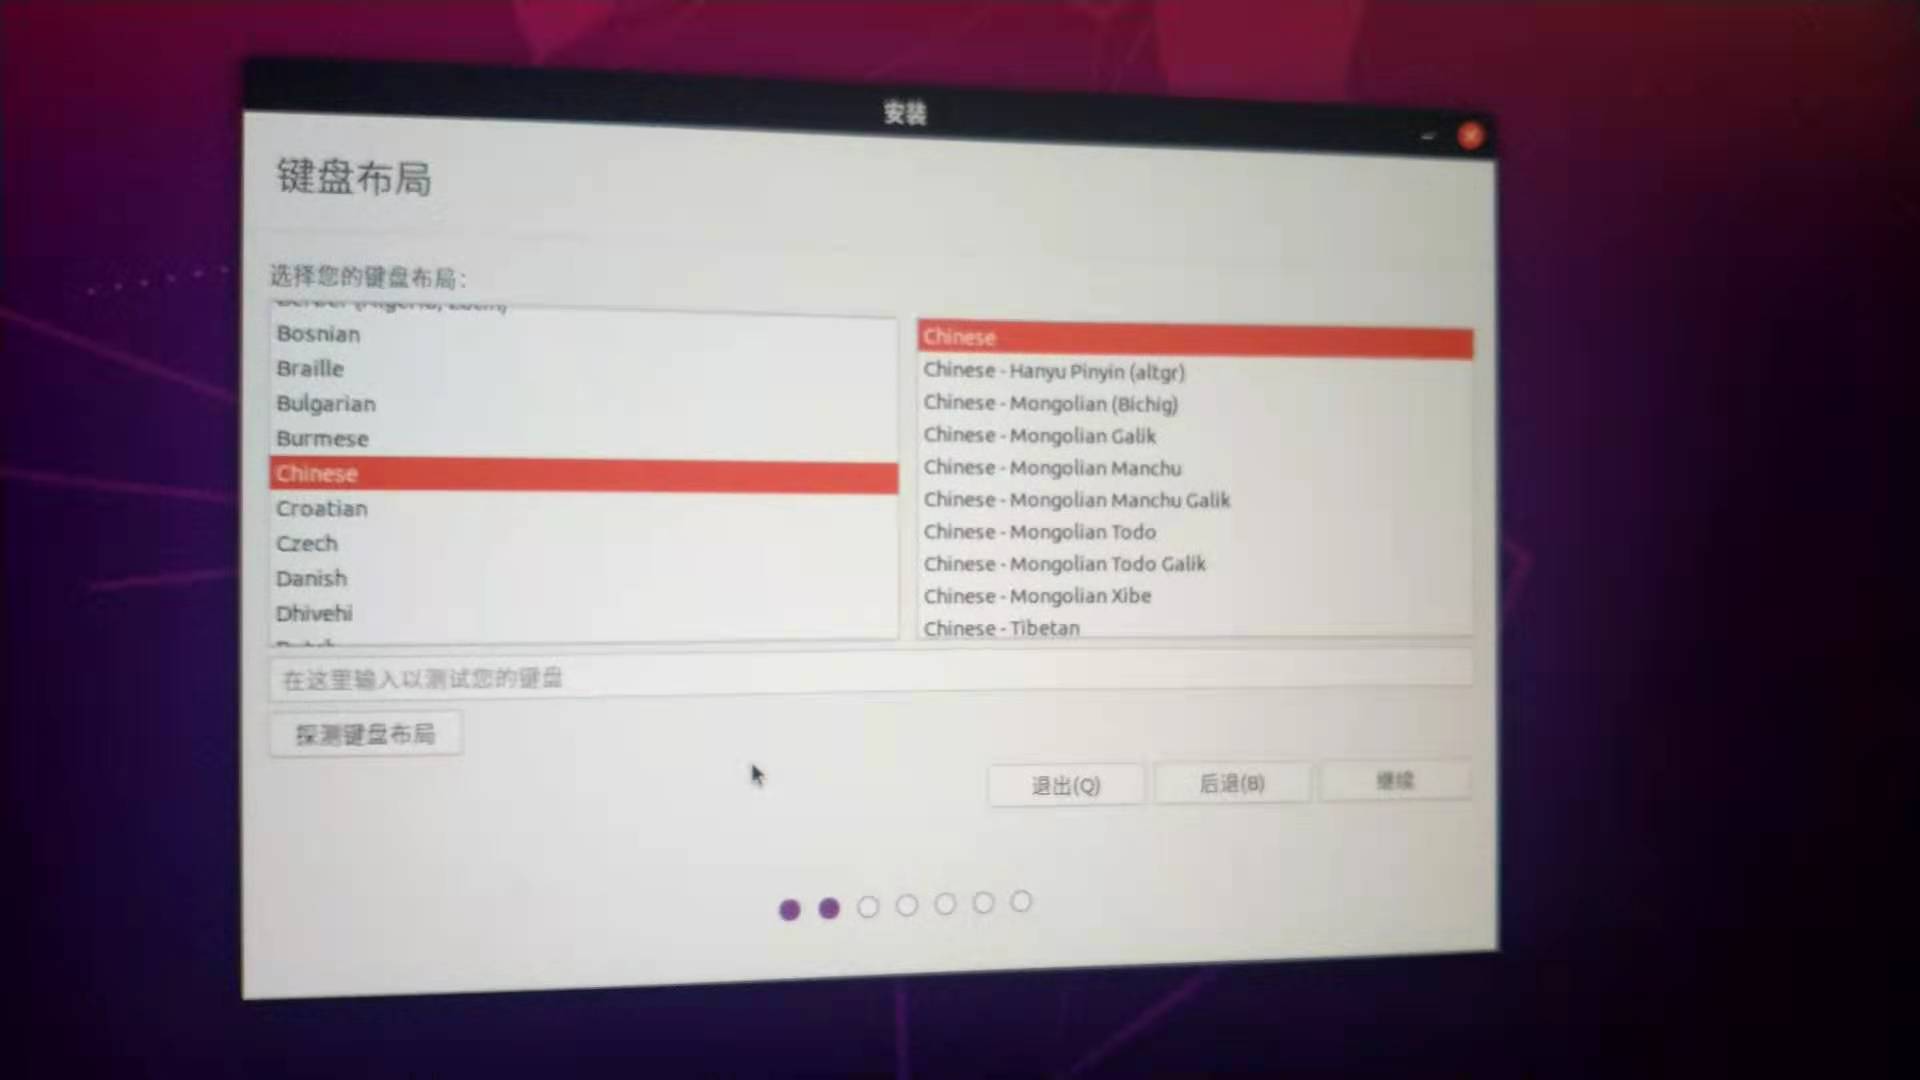 安装
键盘布局
选择您的键盘布局：
Bosnian
Braille
Bulgarian
Burmese
Chinese
Croatian
Czech
Danish
Dhivehi
Chinese
Chinese - Hanyu Pinyin (altgr)
Chinese - Mongolian (Bichig)
Chinese - Mongolian Galik
Chinese - Mongolian Manchu
Chinese - Mongolian Manchu Galik
Chinese - Mongolian Todo
Chinese - Mongolian Todo Galik
Chinese - Mongolian Xibe
Chinese - Tibetan
在这里输入以测试您的键盘
探测键盘布局
退出(Q)
后退(B)
继续